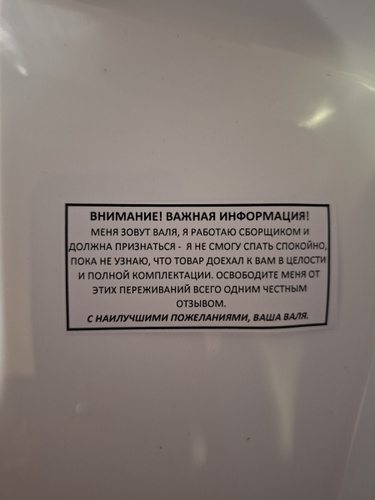 ВНИМАНИЕ! ВАЖНАЯ ИНФОРМАЦИЯ!
МЕНЯ ЗОВУТ ВАЛЯ, Я РАБОТАЮ СБОРЩИКОМ И
ДОЛЖНА ПРИЗНАТЬСЯ - Я НЕ СМОГУ СПАТЬ СПОКОЙНО,
ПОКА НЕ УЗНАЮ, ЧТО ТОВАР ДОЕХАЛ К ВАМ В ЦЕЛОСТИ
И ПОЛНОЙ КОМПЛЕКТАЦИИ. ОСВОБОДИТЕ МЕНЯ ОТ
ЭТИХ ПЕРЕЖИВАНИЙ ВСЕГО ОДНИМ ЧЕСТНЫМ
ОТЗЫВОМ.
С НАИЛУЧШИМИ ПОЖЕЛАНИЯМИ, ВАША ВАЛЯ.